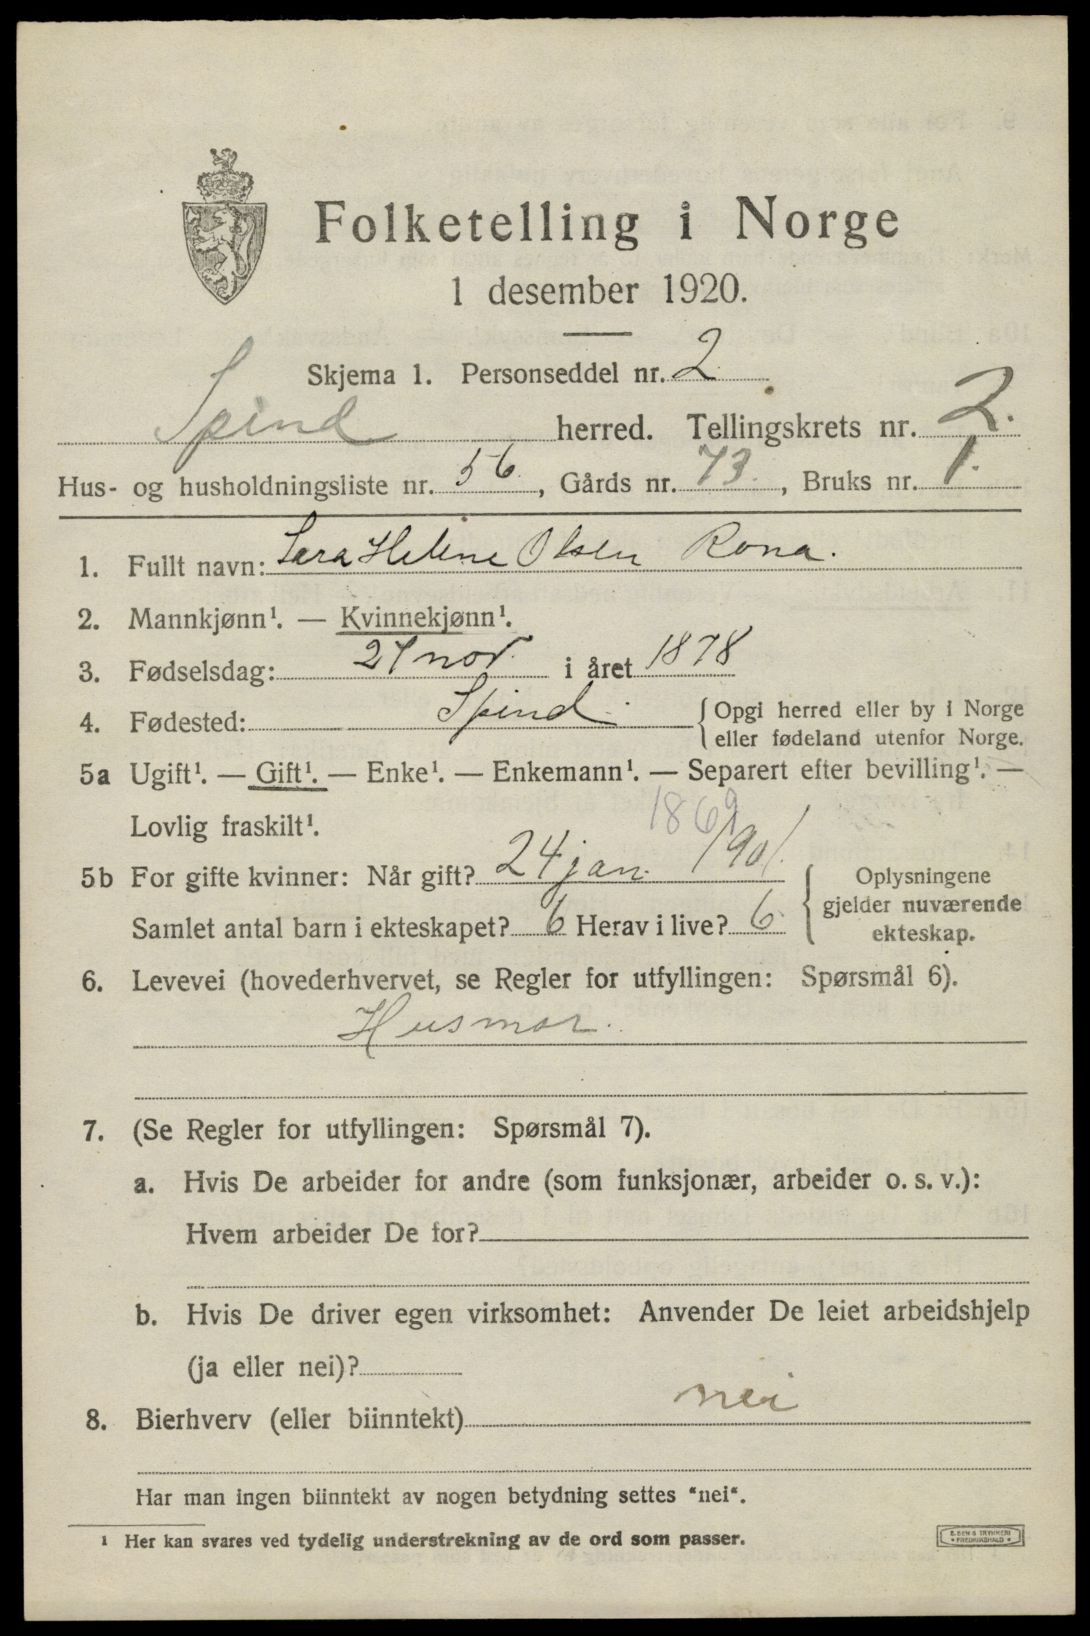 Folketelling i Norge
1 desember 1920.
Skjema 1. Personseddel nr. 2
Spind herred. Tellingskrets nr. 2.
Hus- og husholdningsliste nr. 56, Gårds nr. 73, Bruks nr. 1.
1. Fullt navn: Sara Helene Olsen Rona.
2. Mannkjønn¹. — Kvinnekjønn¹.
3. Fødselsdag: 27 nov. i året 1878
4. Fødested: Spind. {Opgi herred eller by i Norge
eller fødeland utenfor Norge.
5a Ugift¹. — Gift¹. — Enke¹. — Enkemann¹. — Separert efter bevilling¹. —
Lovlig fraskilt¹. 1869
5b For gifte kvinner: Når gift? 24 jan. 1901. Oplysningene
gjelder nuværende
Samlet antal barn i ekteskapet? 6 Herav i live? 6. ekteskap.
6. Levevei (hovederhvervet, se Regler for utfyllingen: Spørsmål 6).
Husmor.
7. (Se Regler for utfyllingen: Spørsmål 7).
a. Hvis De arbeider for andre (som funksjonær, arbeider o. s. v.):
Hvem arbeider De for?
b. Hvis De driver egen virksomhet: Anvender De leiet arbeidshjelp
(ja eller nei)?
8. Bierhverv (eller biinntekt) nei
Har man ingen biinntekt av nogen betydning settes "nei".
¹ Her kan svares ved tydelig understrekning av de ord som passer.